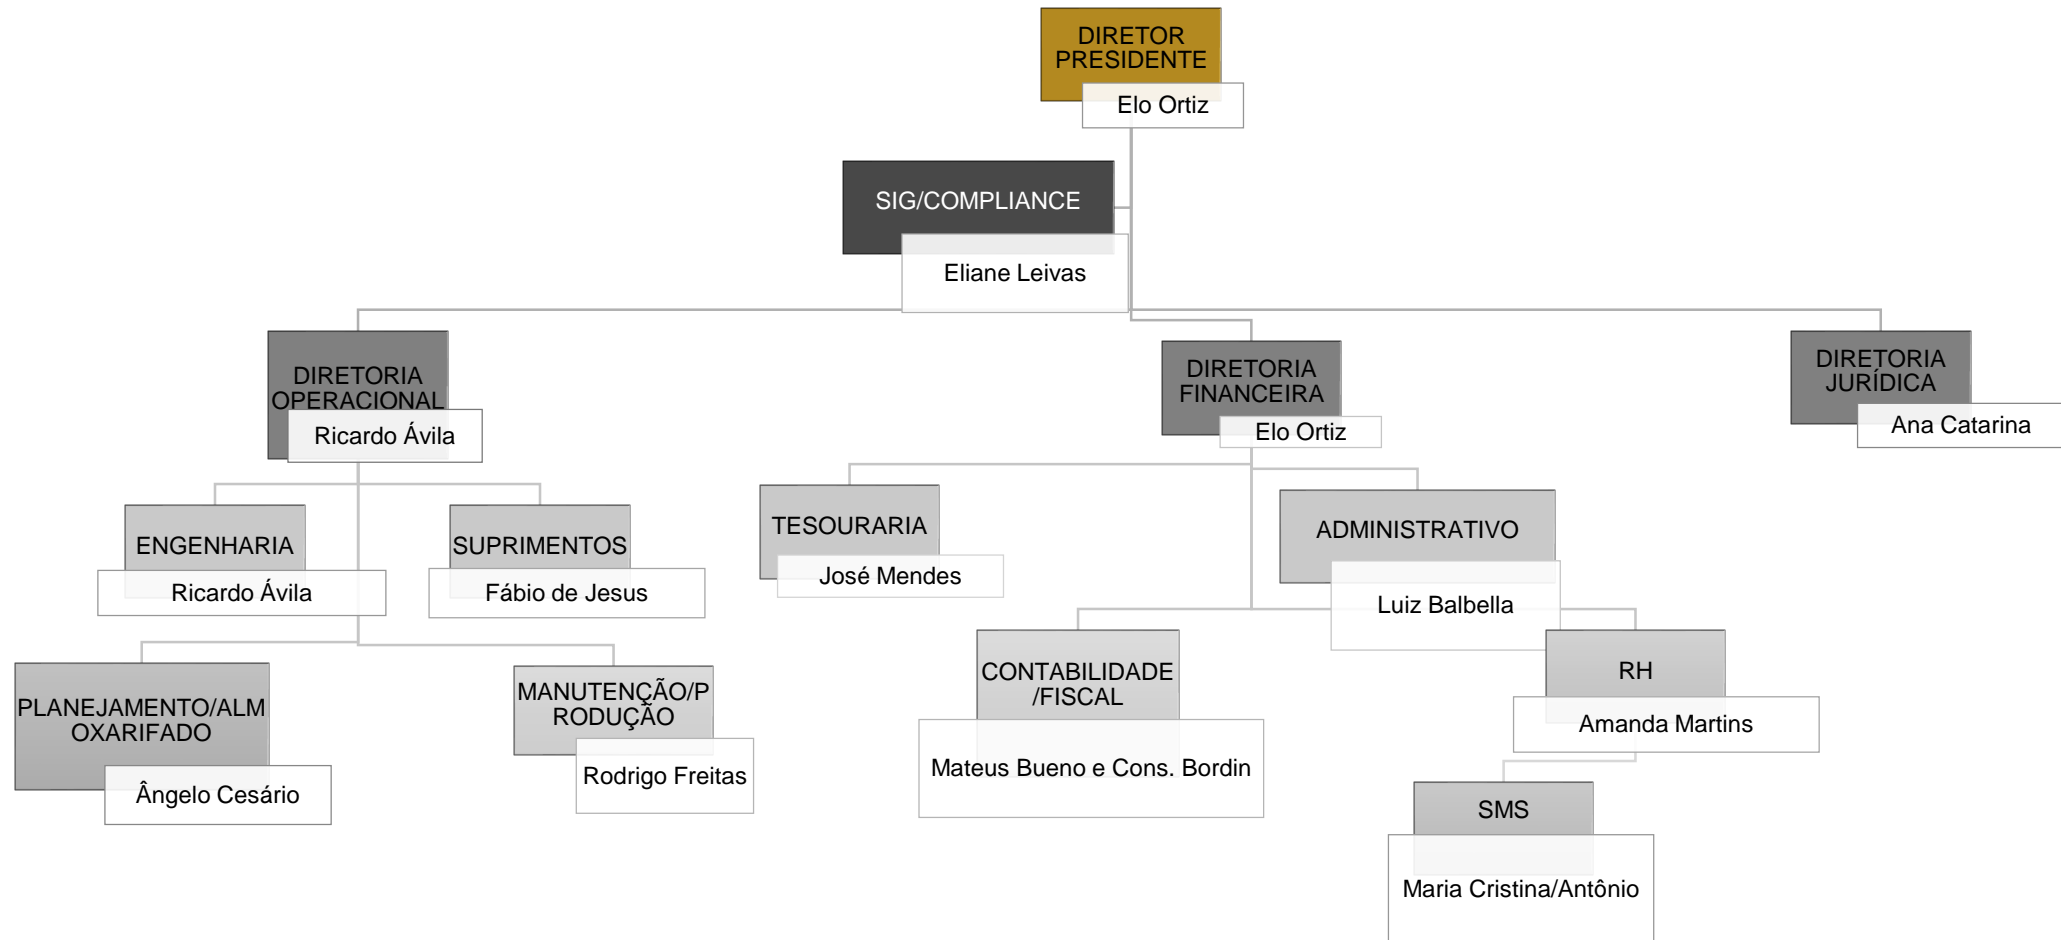 DIRETOR
PRESIDENTE
Elo Ortiz
SIG/COMPLIANCE
Eliane Leivas
DIRETORIA
OPERACIONAL
Ricardo Ávila
DIRETORIA
FINANCEIRA
Elo Ortiz
DIRETORIA
JURÍDICA
Ana Catarina
ENGENHARIA
Ricardo Ávila
SUPRIMENTOS
Fábio de Jesus
TESOURARIA
José Mendes
ADMINISTRATIVO
Luiz Balbella
PLANEJAMENTO/ALM
OXARIFADO
Ângelo Cesário
MANUTENÇÃO/P
RODUÇÃO
Rodrigo Freitas
CONTABILIDADE
/FISCAL
Mateus Bueno e Cons. Bordin
RH
Amanda Martins
SMS
Maria Cristina/Antônio